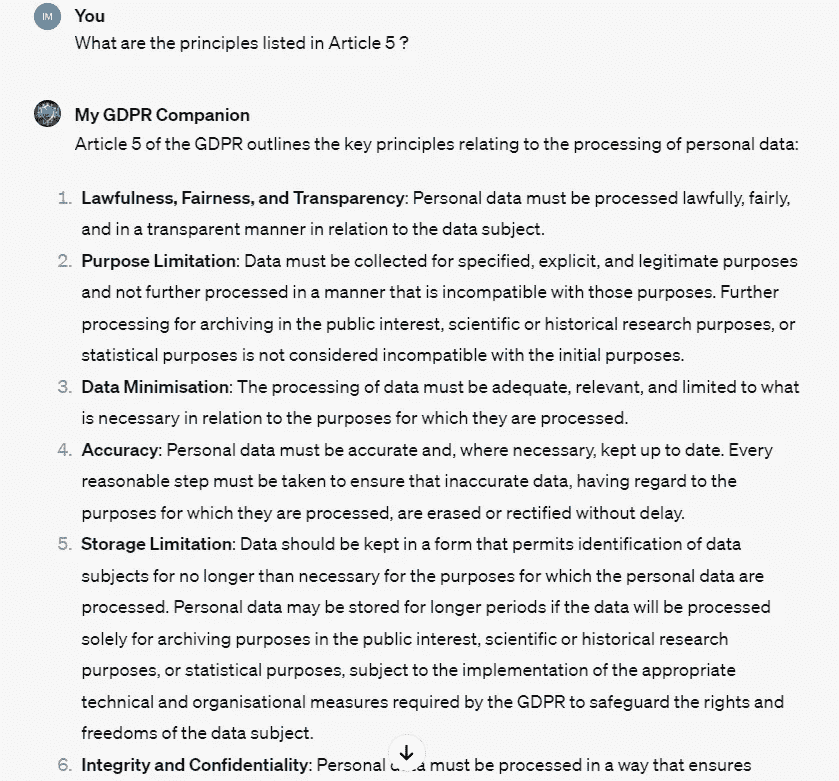 IM You
What are the principles listed in Article 5 ?
My GDPR Companion
Article 5 of the GDPR outlines the key principles relating to the processing of personal data:
1. Lawfulness, Fairness, and Transparency: Personal data must be processed lawfully, fairly,
and in a transparent manner in relation to the data subject.
2. Purpose Limitation: Data must be collected for specified, explicit, and legitimate purposes
and not further processed in a manner that is incompatible with those purposes. Further
processing for archiving in the public interest, scientific or historical research purposes, or
statistical purposes is not considered incompatible with the initial purposes.
3. Data Minimisation: The processing of data must be adequate, relevant, and limited to what
is necessary in relation to the purposes for which they are processed.
4. Accuracy: Personal data must be accurate and, where necessary, kept up to date. Every
reasonable step must be taken to ensure that inaccurate data, having regard to the
purposes for which they are processed, are erased or rectified without delay.
5. Storage Limitation: Data should be kept in a form that permits identification of data
subjects for no longer than necessary for the purposes for which the personal data are
processed. Personal data may be stored for longer periods if the data will be processed
solely for archiving purposes in the public interest, scientific or historical research
purposes, or statistical purposes, subject to the implementation of the appropriate
technical and organisational measures required by the GDPR to safeguard the rights and
freedoms of the data subject.
6. Integrity and Confidentiality: Personal data must be processed in a way that ensures